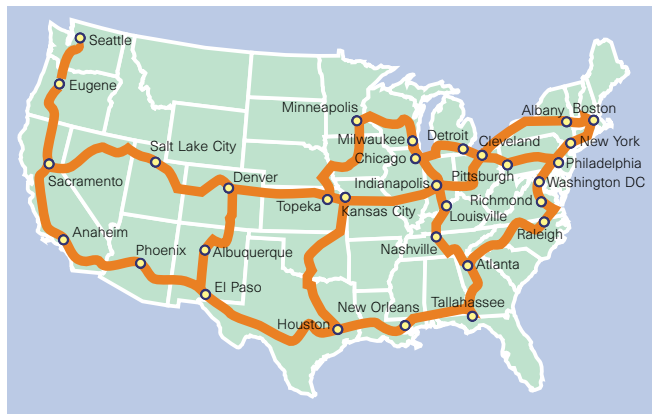 Seattle
Eugene
Minneapolis
Albany
Boston
Milwaukee
Detroit
Cleveland
New York
Salt Lake City
Chicago
Philadelphia
Sacramento
Denver
Indianapolis
Pittsburgh
Washington DC
Topeka
Kansas City
Richmond
Louisville
Anaheim
Phoenix
Albuquerque
Nashville
Raleigh
Atlanta
El Paso
Houston
New Orleans
Tallahassee